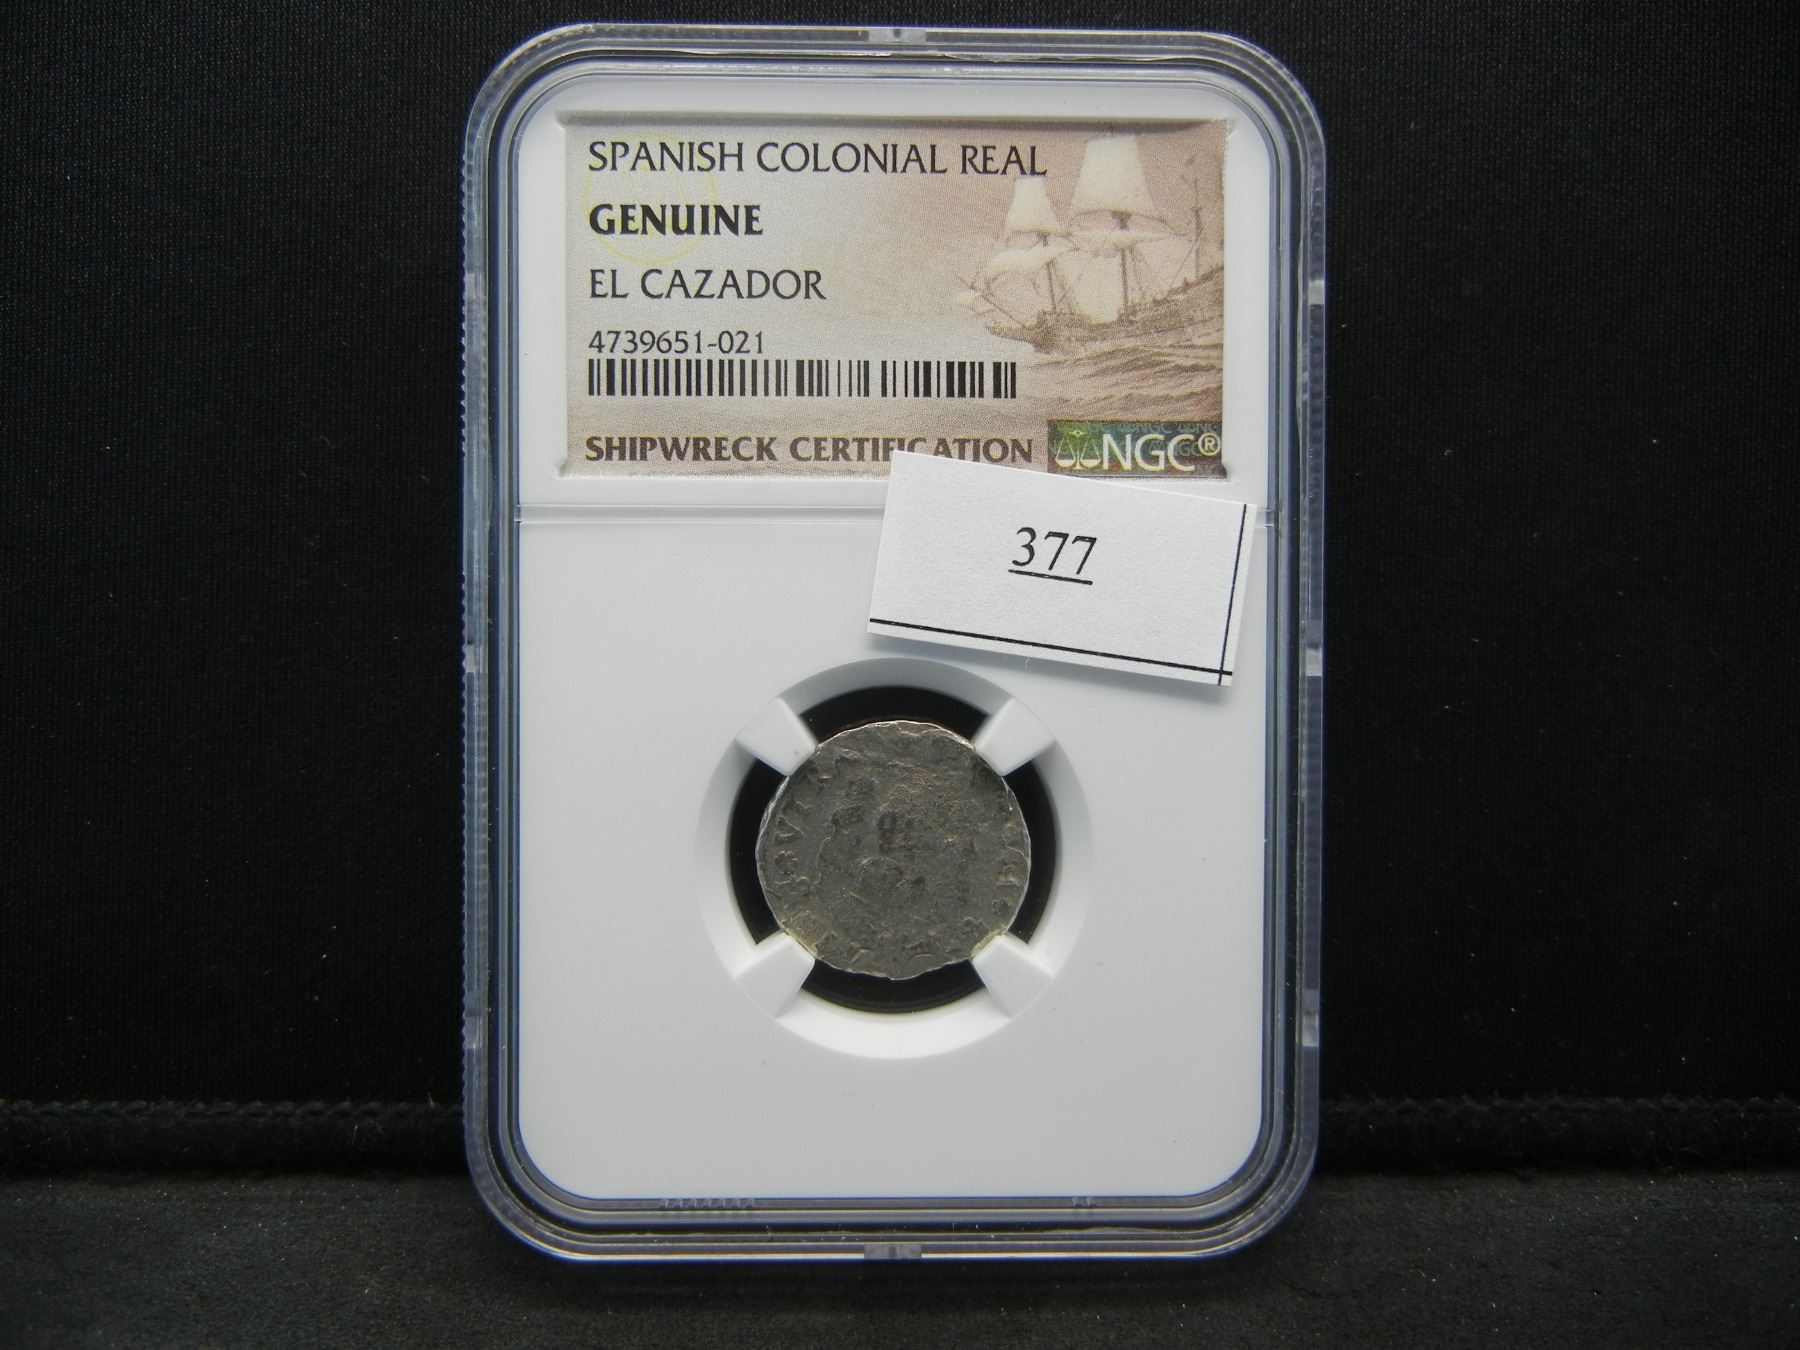 SPANISH COLONIAL REAL
GENUINE
EL CAZADOR
4739651-021
SHIPWRECK CERTIFICATION
NGC®
377